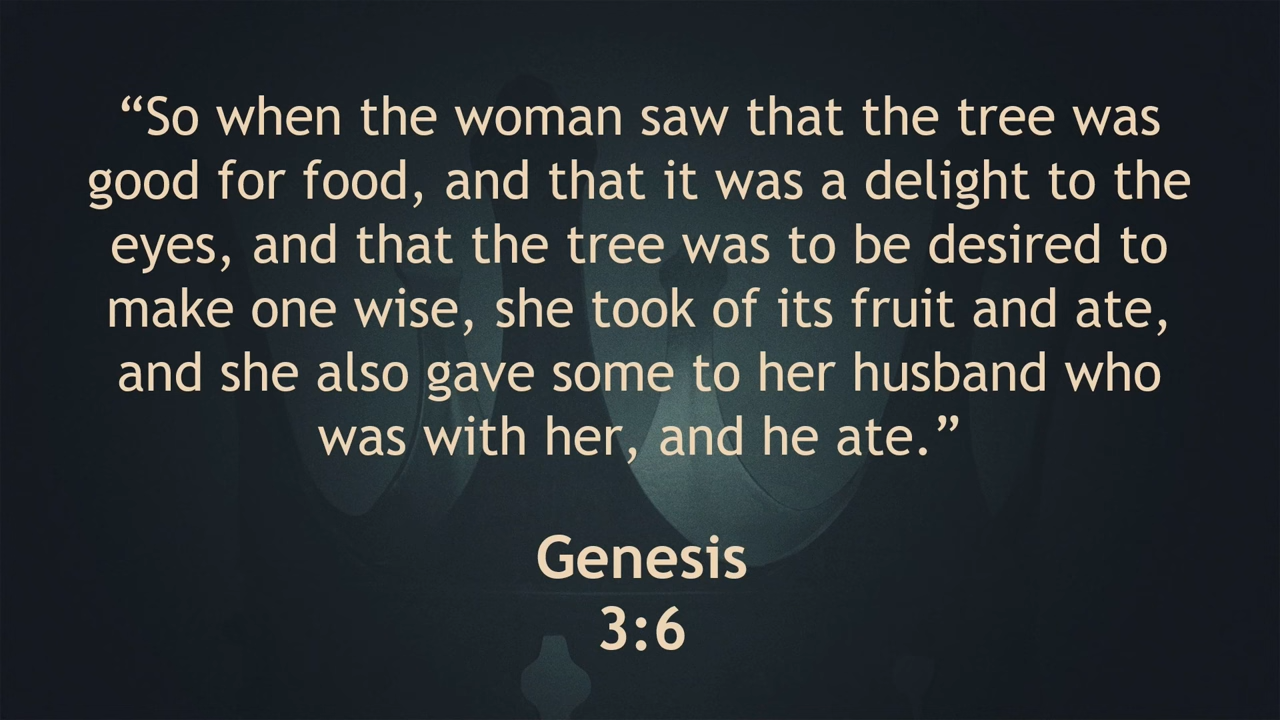 “So when the woman saw that the tree was
good for food, and that it was a delight to the
eyes, and that the tree was to be desired to
make one wise, she took of its fruit and ate,
and she also gave some to her husband who
was with her, and he ate.”
Genesis
3:6